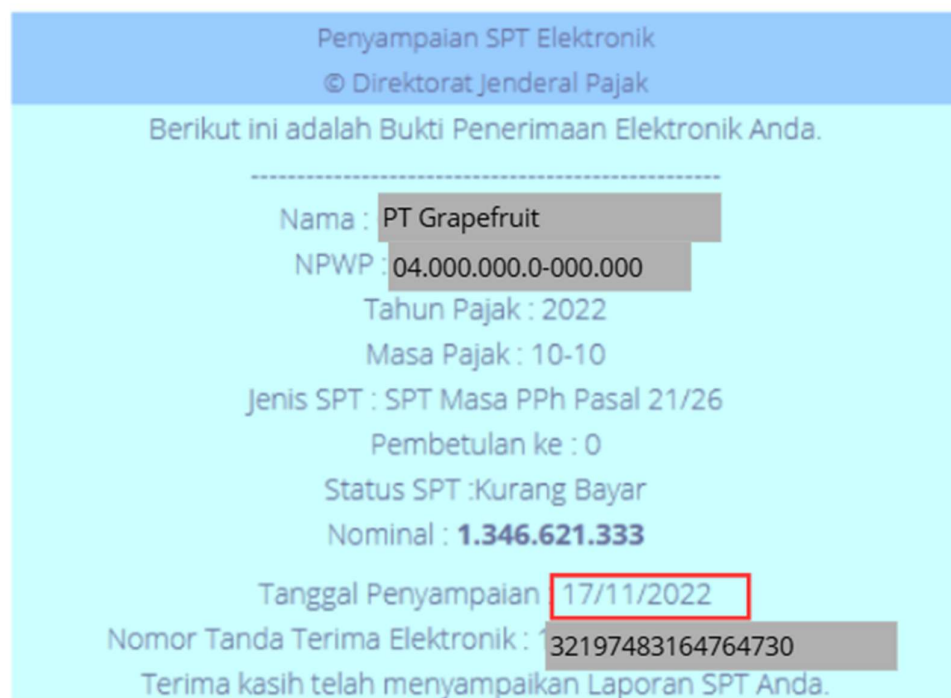 Penyampaian SPT Elektronik
© Direktorat Jenderal Pajak
Berikut ini adalah Bukti Penerimaan Elektronik Anda.
--------------------------------------------------
Nama : PT Grapefruit
NPWP : 04.000.000.0-000.000
Tahun Pajak : 2022
Masa Pajak : 10-10
Jenis SPT : SPT Masa PPh Pasal 21/26
Pembetulan ke : 0
Status SPT :Kurang Bayar
Nominal : 1.346.621.333
Tanggal Penyampaian : 17/11/2022
Nomor Tanda Terima Elektronik : 32197483164764730
Terima kasih telah menyampaikan Laporan SPT Anda.